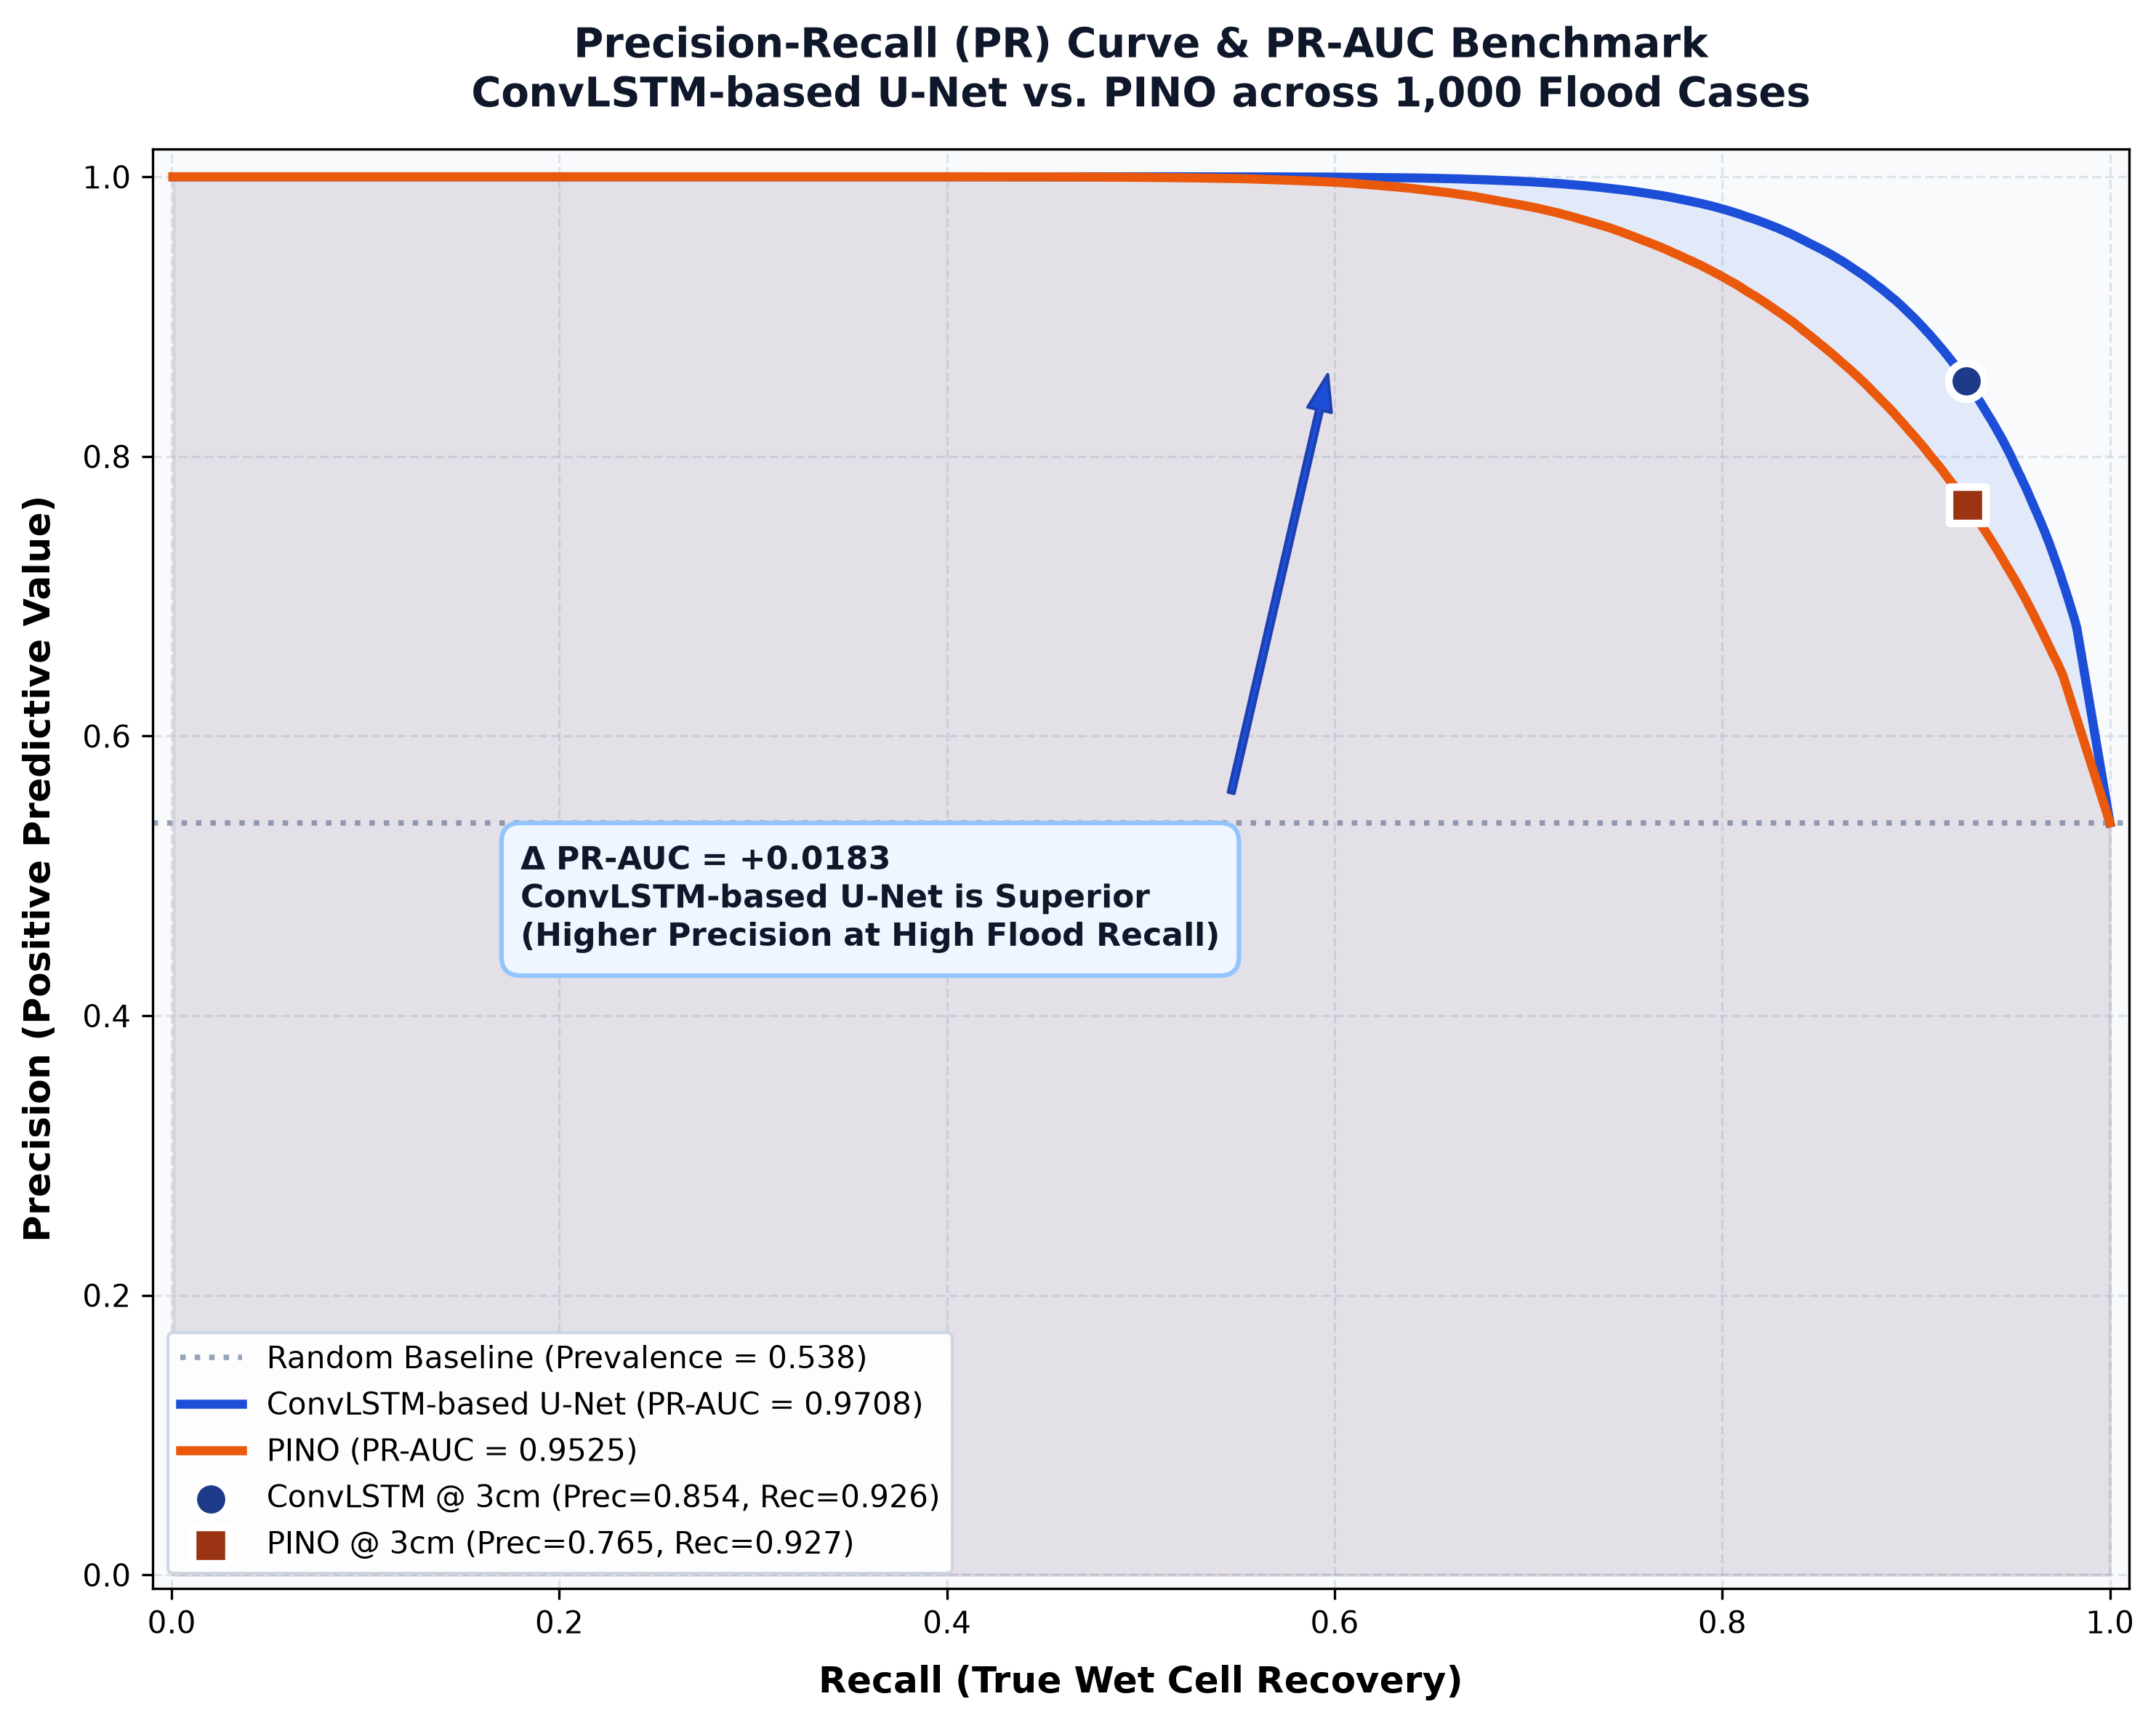 Precision-Recall (PR) Curve & PR-AUC Benchmark
ConvLSTM-based U-Net vs. PINO across 1,000 Flood Cases
Precision (Positive Predictive Value)
1.0
0.8
0.6
0.4
0.2
0.0
Δ PR-AUC = +0.0183
ConvLSTM-based U-Net is Superior
(Higher Precision at High Flood Recall)
Random Baseline (Prevalence = 0.538)
ConvLSTM-based U-Net (PR-AUC = 0.9708)
PINO (PR-AUC = 0.9525)
ConvLSTM @ 3cm (Prec=0.854, Rec=0.926)
PINO @ 3cm (Prec=0.765, Rec=0.927)
0.0 0.2 0.4 0.6 0.8 1.0
Recall (True Wet Cell Recovery)